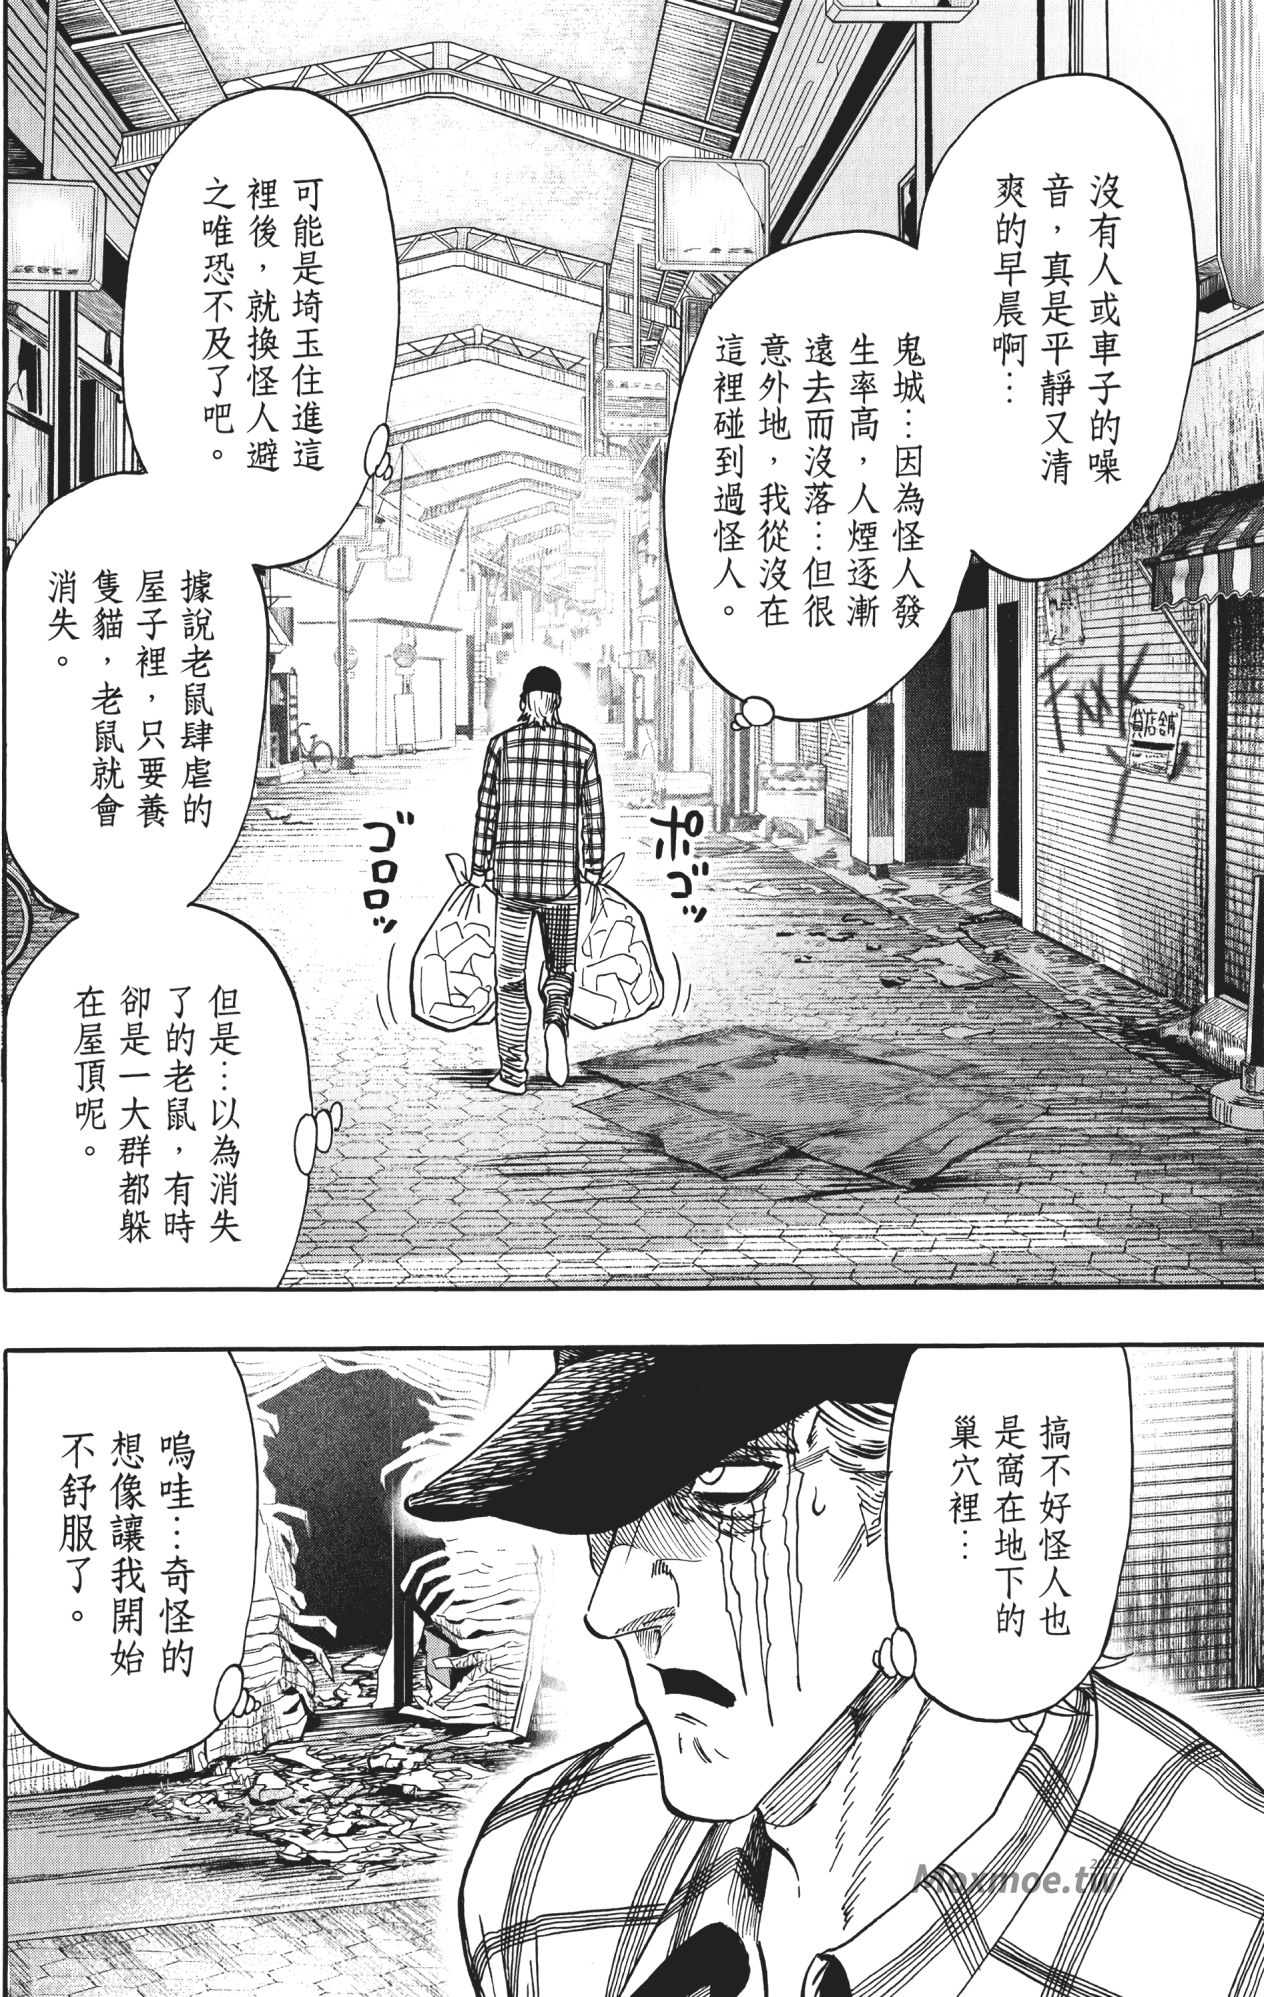 沒有人或車子的噪
音，真是平靜又清
爽的早晨啊…
鬼城…因為怪人發
生率高，人煙逐漸
遠去而沒落…但很
意外地，我從沒在
這裡碰到過怪人。
可能是埼玉住進這
裡後，就換怪人避
之唯恐不及了吧。
據說老鼠肆虐的
屋子裡，只要養
隻貓，老鼠就會
消失。
但是…以為消失
了的老鼠，有時
卻是一大群都躲
在屋頂呢。
貸店舗
ポゴッ
ゴロロッ
搞不好怪人也
是窩在地下的
巢穴裡…
嗚哇…奇怪的
想像讓我開始
不舒服了。
Moxmoe.tw